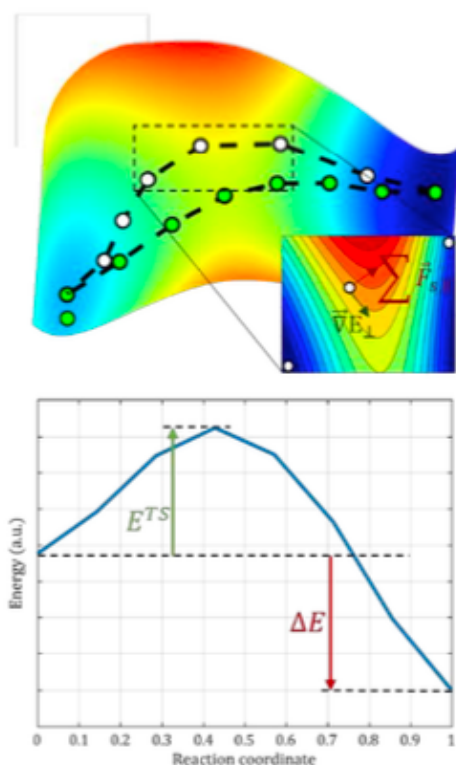 ∑ F⃗s
∇⃗E⊥
Energy (a.u.)
E^TS
ΔE
0 0.1 0.2 0.3 0.4 0.5 0.6 0.7 0.8 0.9 1
Reaction coordinate